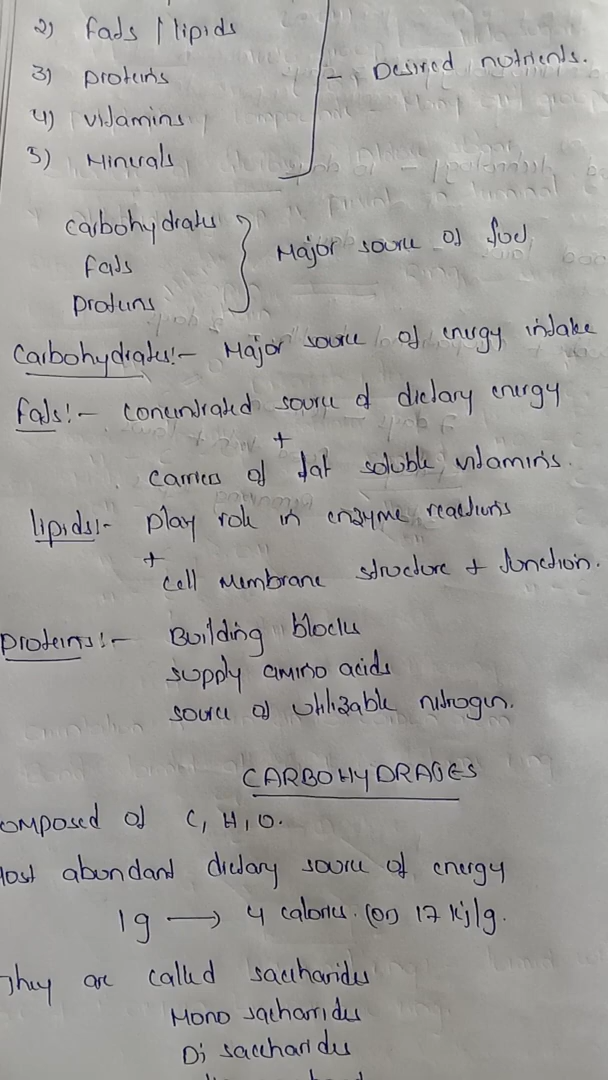 2) Fats / lipids
3) Proteins
4) Vitamins
5) Minerals
- Desired nutrients.
Carbohydrates
Fats
Proteins
Major source of fuel
Carbohydrates:- Major source of energy intake
Fats:- Concentrated source of dietary energy
+
Carries of fat soluble vitamins.
lipids:- Play role in enzyme reactions
+
Cell Membrane structure + function.
Proteins:- Building blocks
supply amino acids
source of utilizable nitrogen.
CARBOHYDRATES
omposed of C, H, O.
ost abundant dietary source of energy
1g → 4 calories. (or) 17 kj/g.
They are called saccharides
Mono saccharides
Di saccharides